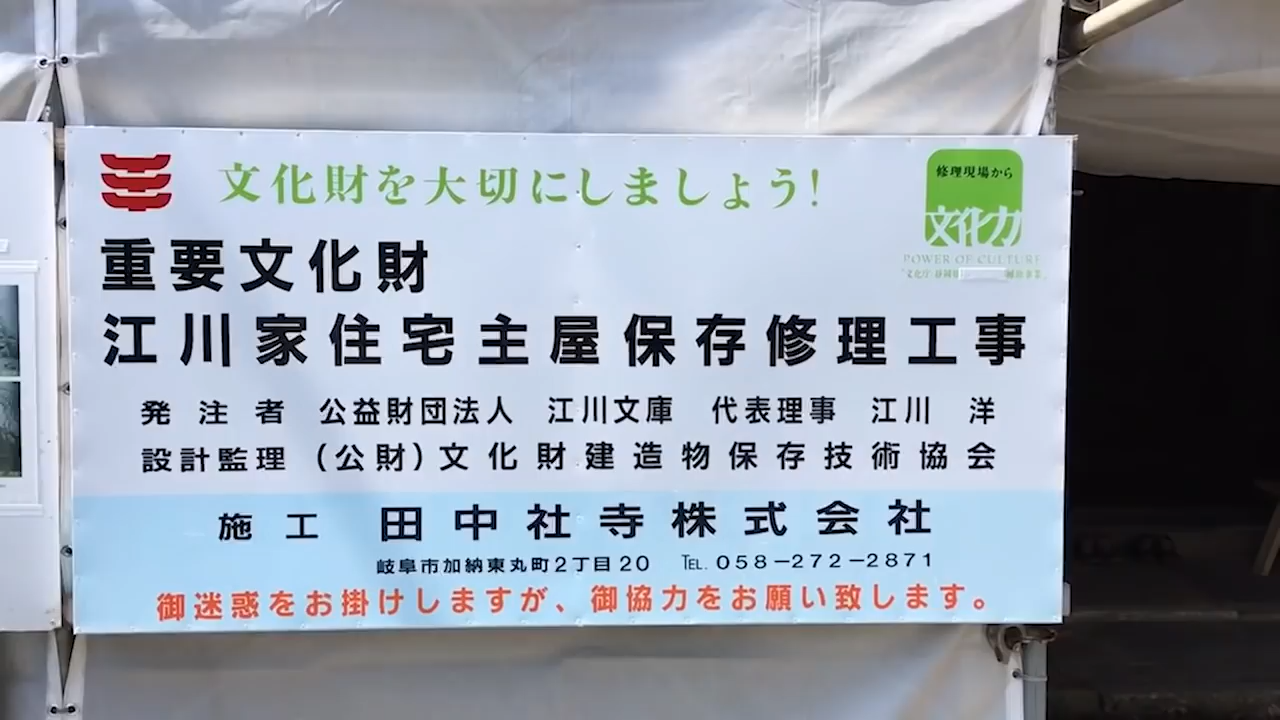 文化財を大切にしましょう！
修理現場から
文化力
POWER OF CULTURE
重要文化財
江川家住宅主屋保存修理工事
発注者 公益財団法人 江川文庫 代表理事 江川 洋
設計監理 （公財）文化財建造物保存技術協会
施工 田中社寺株式会社
岐阜市加納東丸町2丁目20 TEL. 058-272-2871
御迷惑をお掛けしますが、御協力をお願い致します。